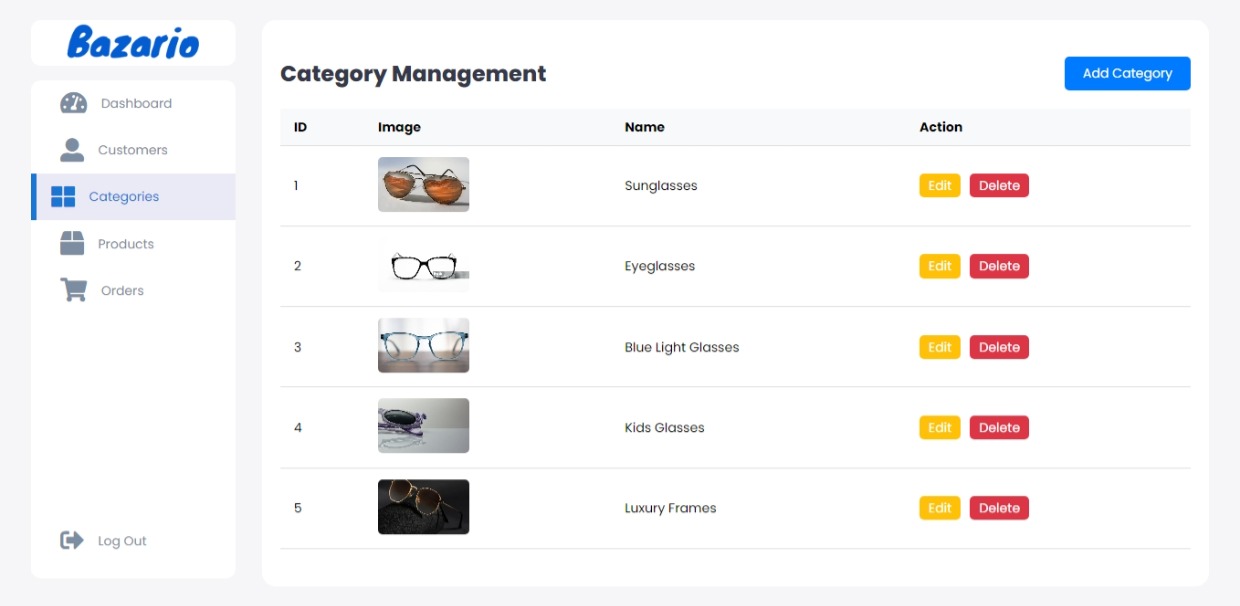 Bazario
Dashboard
Customers
Categories
Products
Orders
Log Out
Category Management
Add Category
ID Image Name Action
1 Sunglasses Edit Delete
2 Eyeglasses Edit Delete
3 Blue Light Glasses Edit Delete
4 Kids Glasses Edit Delete
5 Luxury Frames Edit Delete